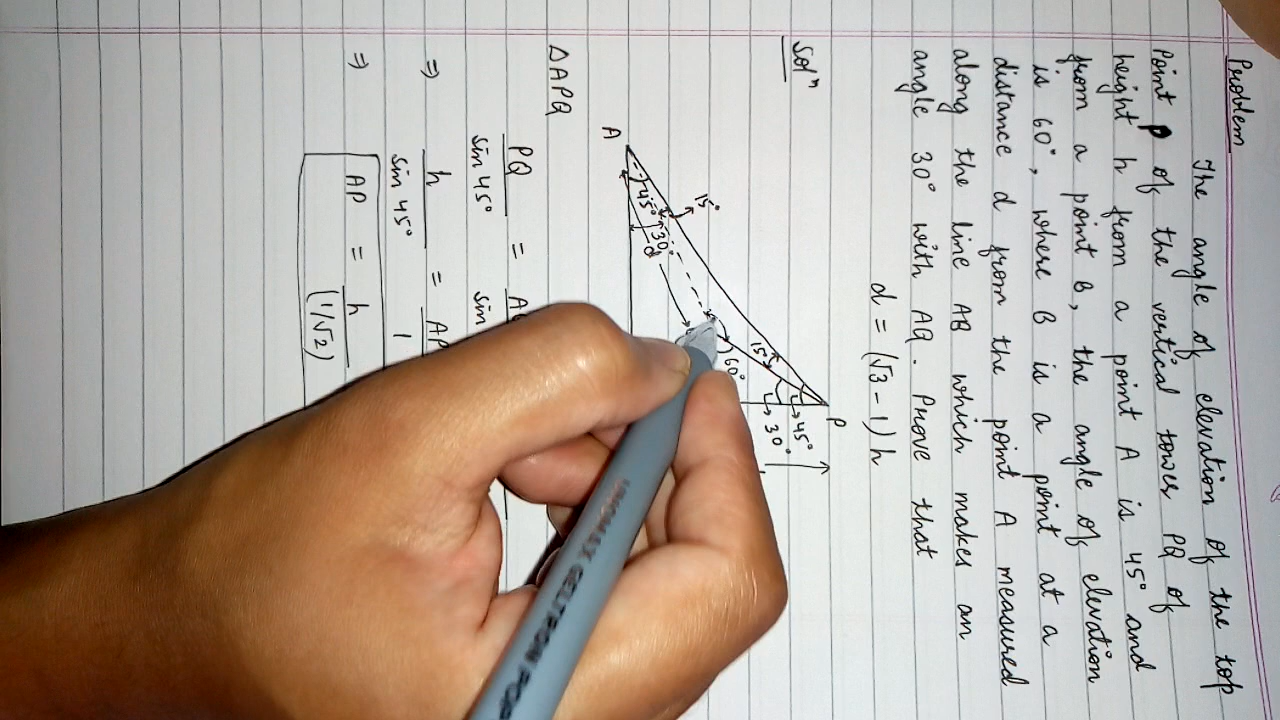 Problem
The angle of elevation of the top
Point P of the vertical tower PQ of
height h from a point A is 45° and
from a point B, the angle of elevation
is 60°, where B is a point at a
distance d from the point A measured
along the line AB which makes an
angle 30° with AQ. Prove that
d = (√3 - 1) h
Solⁿ
P
45°
30°
15°
60°
15°
A
45°
30°
d
ΔAPQ
PQ / sin 45° =
⇒ h / sin 45° = AP / 1
⇒ AP = h / (1/√2)